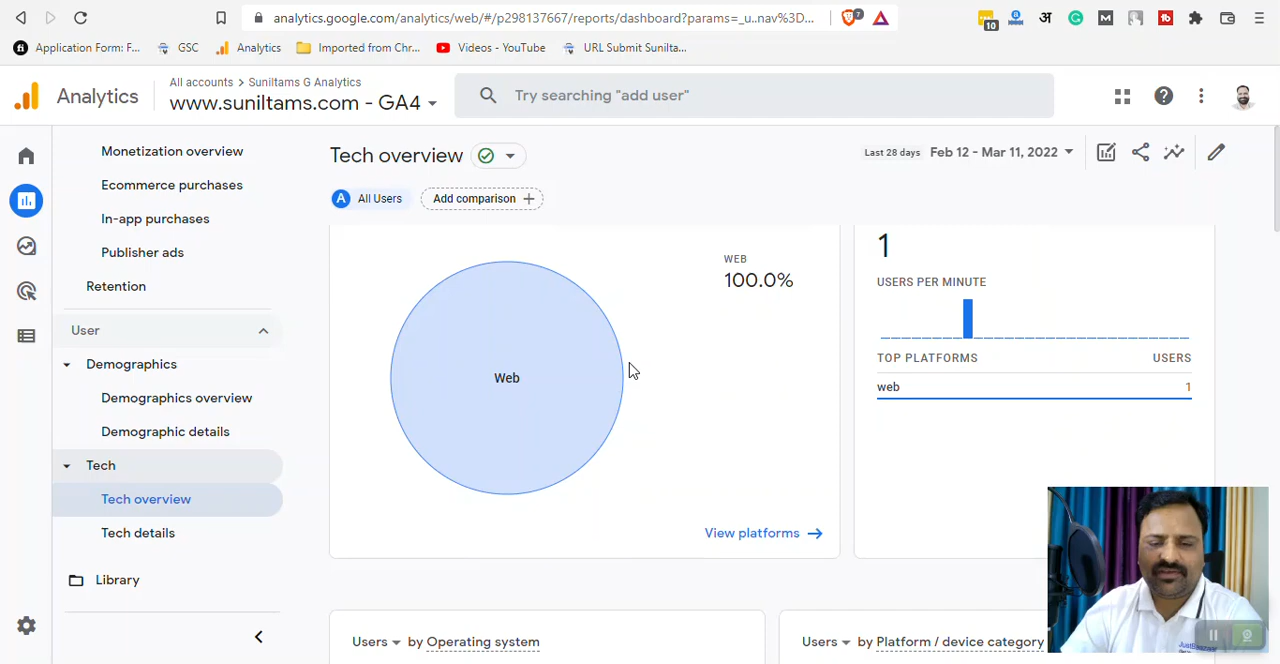 analytics.google.com/analytics/web/#/p298137667/reports/dashboard?params=_u..nav%3D...
7
10
अ
M
Application Form: F...
GSC
Analytics
Imported from Chr...
Videos - YouTube
URL Submit Sunilta...
Analytics
All accounts > Suniltams G Analytics
www.suniltams.com - GA4
Try searching "add user"
Monetization overview
Ecommerce purchases
In-app purchases
Publisher ads
Retention
User
Demographics
Demographics overview
Demographic details
Tech
Tech overview
Tech details
Library
Tech overview
Last 28 days Feb 12 - Mar 11, 2022
A All Users
Add comparison +
WEB
100.0%
Web
View platforms
1
USERS PER MINUTE
TOP PLATFORMS USERS
web 1
Users by Operating system
Users by Platform / device category